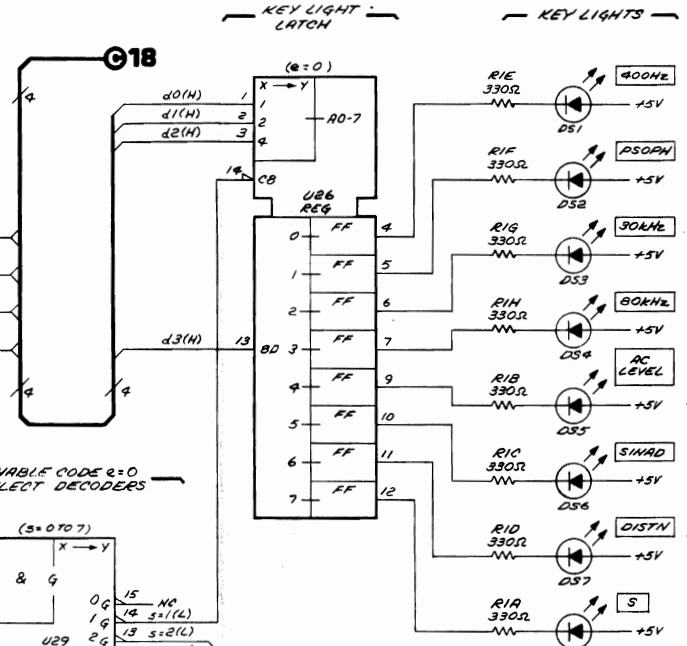 KEY LIGHT
LATCH
KEY LIGHTS
C18
(e=0)
X → Y
4
d0(H) 1 1
d1(H) 2 2
d2(H) 3 4
A0-7
14 C8
U26
REG
0 FF 4
1 FF 5
2 FF 6
d3(H) 13 8D 3 FF 7
4 FF 9
5 FF 10
6 FF 11
7 FF 12
4
4
R1E
330Ω
DS1
400Hz
+5V
R1F
330Ω
DS2
PSOPH
+5V
R1G
330Ω
DS3
30kHz
+5V
R1H
330Ω
DS4
80kHz
+5V
R1B
330Ω
DS5
AC
LEVEL
+5V
R1C
330Ω
DS6
SINAD
+5V
R1D
330Ω
DS7
DISTN
+5V
R1A
330Ω
S
+5V
NABLE CODE e=0
LECT DECODERS
(s=0 TO 7)
X → Y
& G
0G 15 NC
1G 14 s=1(L)
2G 13 s=2(L)
U29